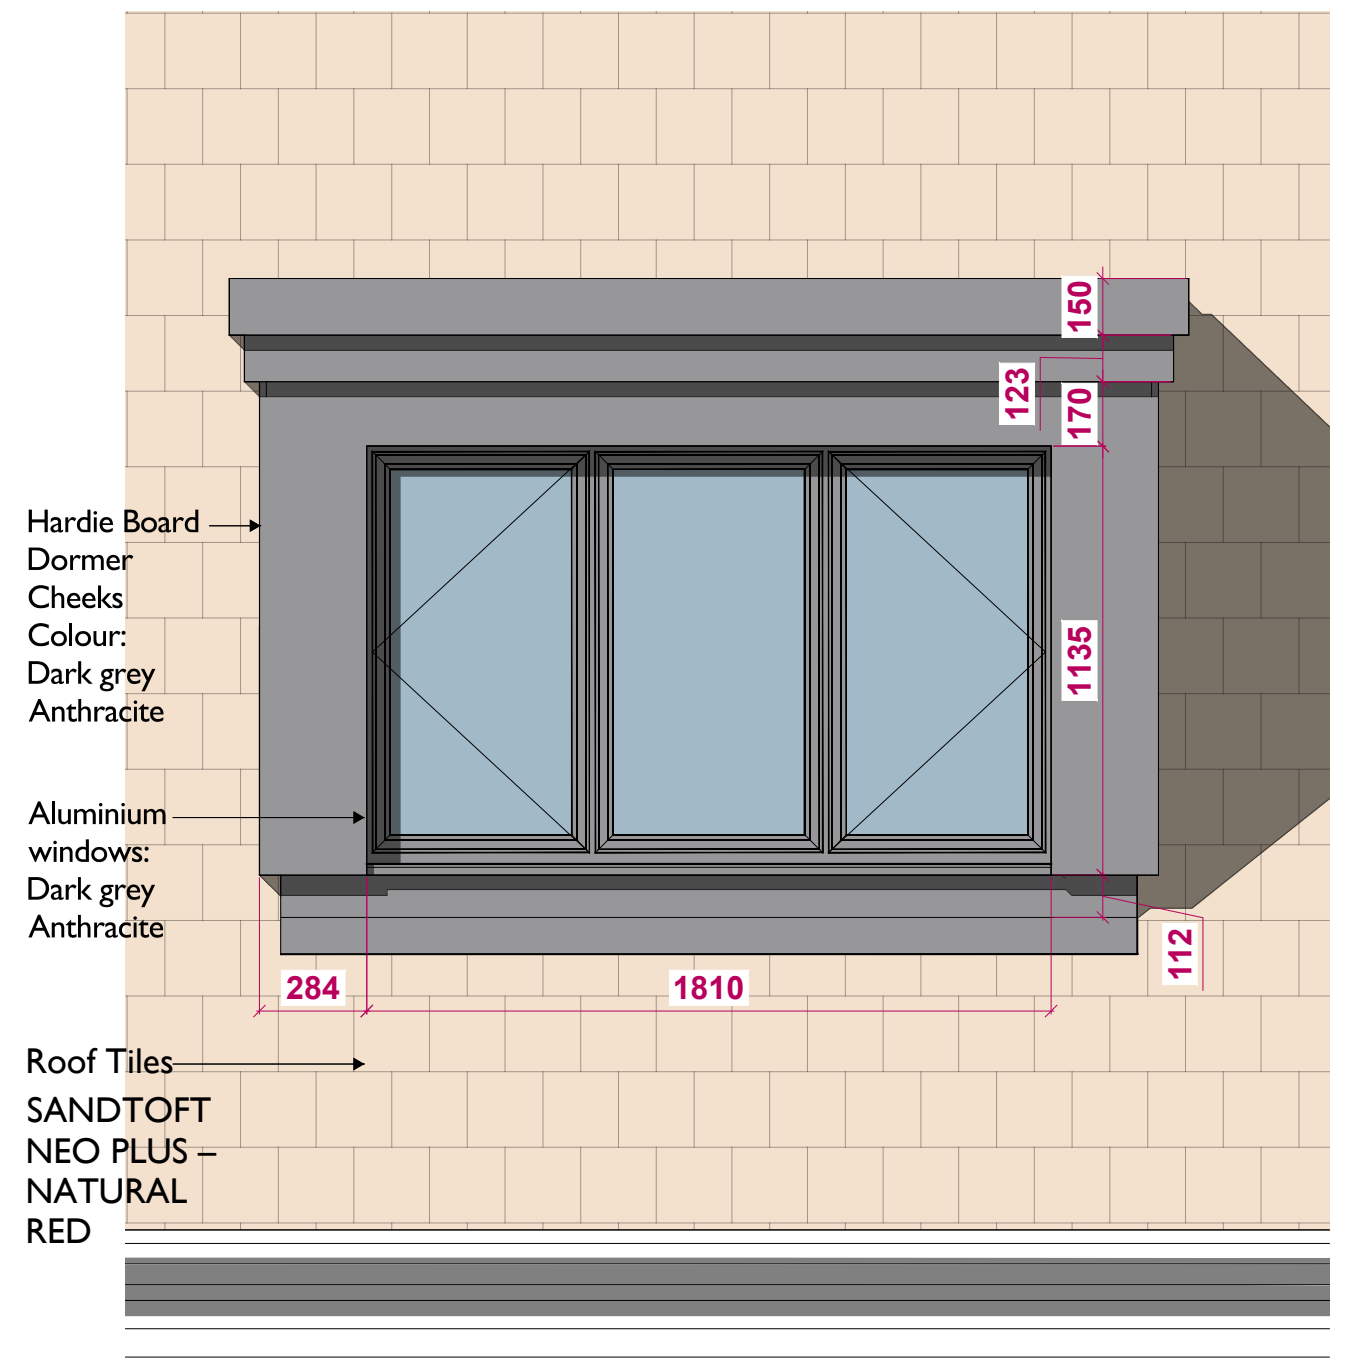 150
123
170
Hardie Board
Dormer
Cheeks
Colour:
Dark grey
Anthracite
1135
Aluminium
windows:
Dark grey
Anthracite
112
284
1810
Roof Tiles
SANDTOFT
NEO PLUS –
NATURAL
RED